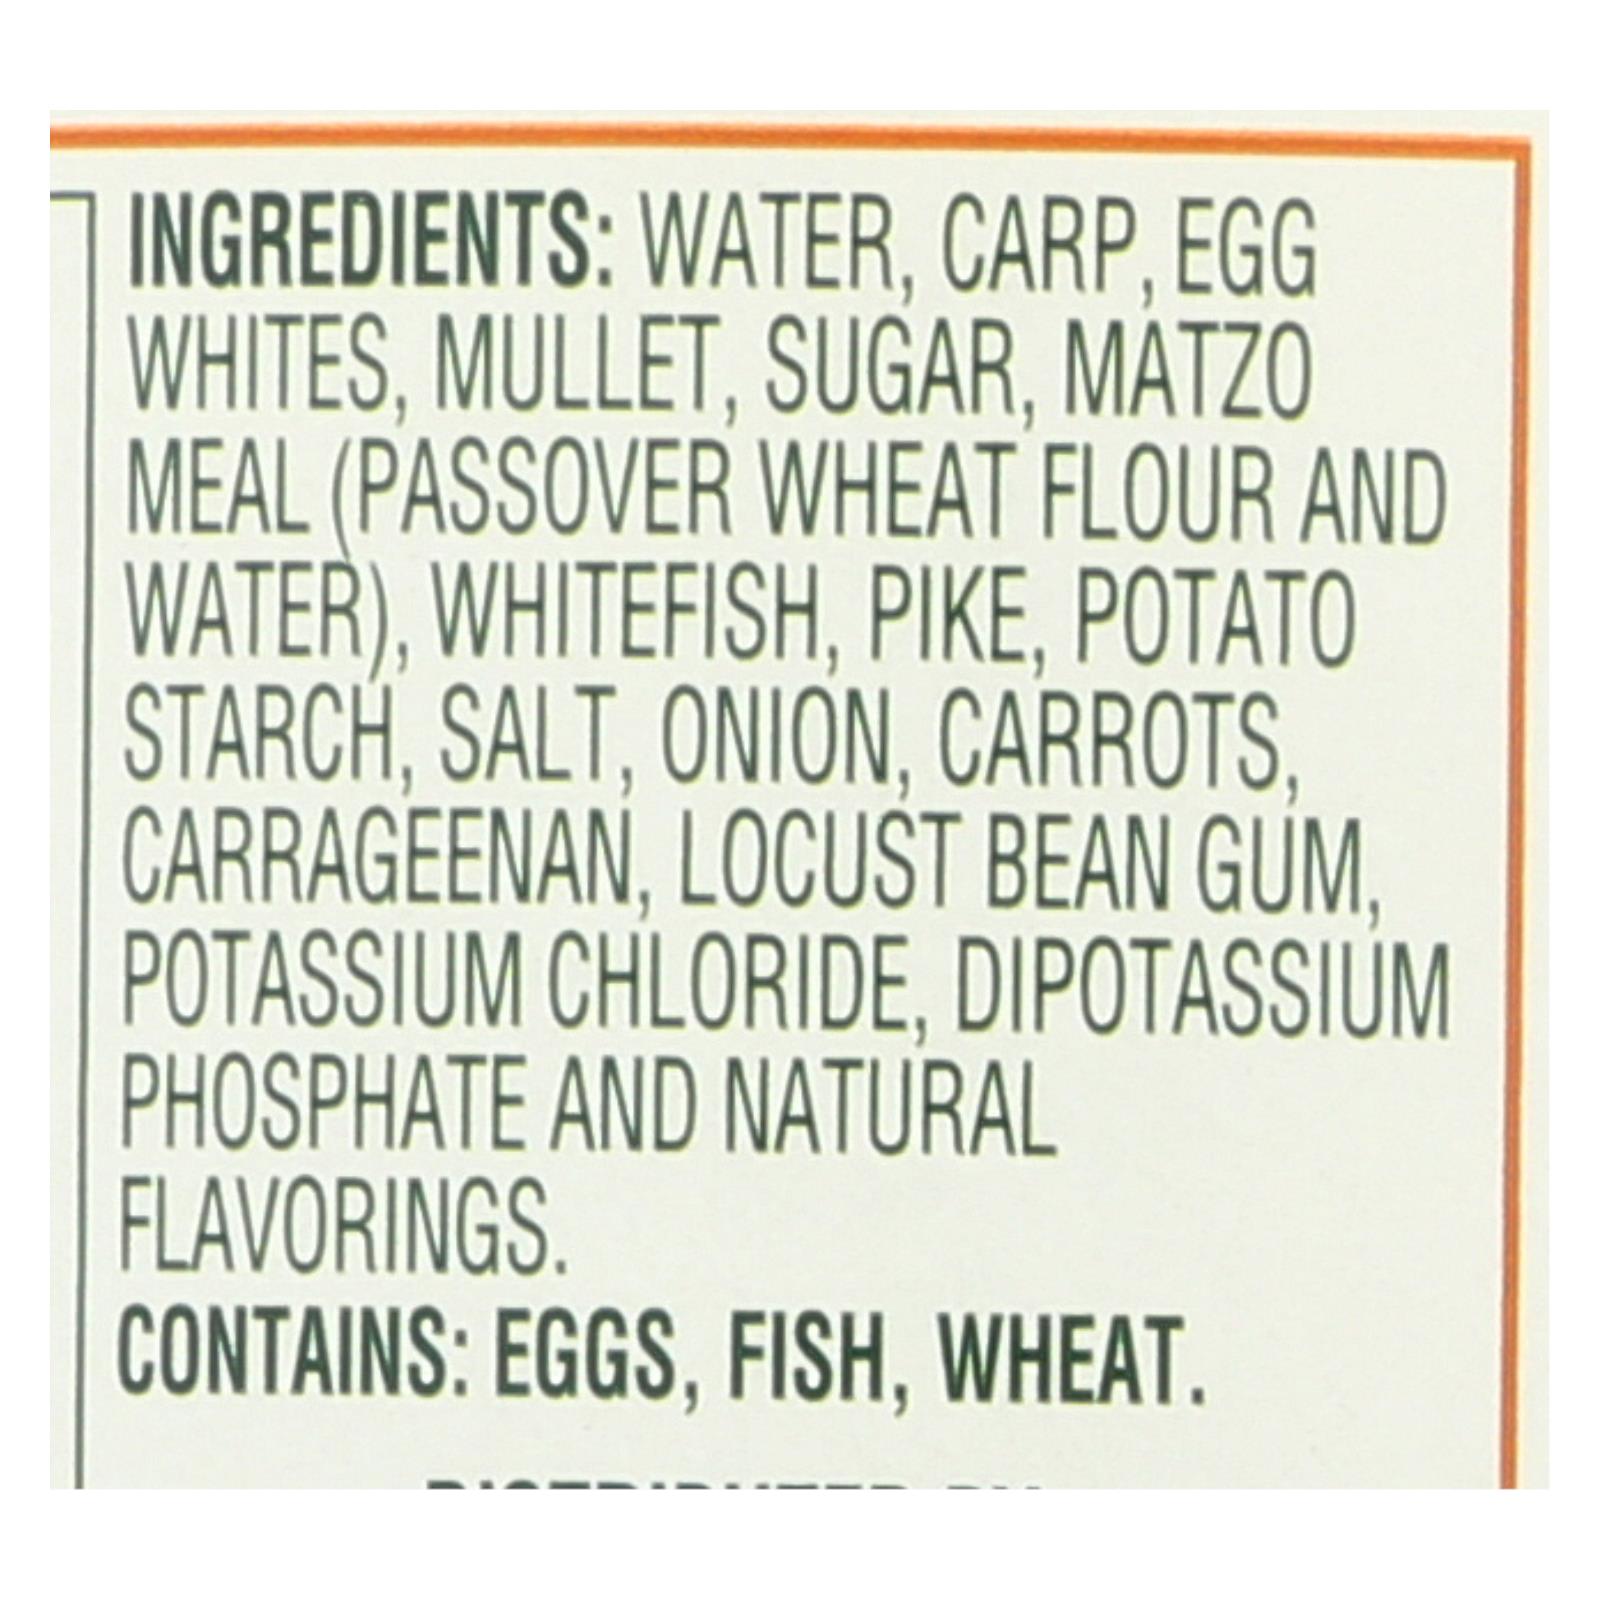 INGREDIENTS: WATER, CARP, EGG
WHITES, MULLET, SUGAR, MATZO
MEAL (PASSOVER WHEAT FLOUR AND
WATER), WHITEFISH, PIKE, POTATO
STARCH, SALT, ONION, CARROTS,
CARRAGEENAN, LOCUST BEAN GUM,
POTASSIUM CHLORIDE, DIPOTASSIUM
PHOSPHATE AND NATURAL
FLAVORINGS.
CONTAINS: EGGS, FISH, WHEAT.